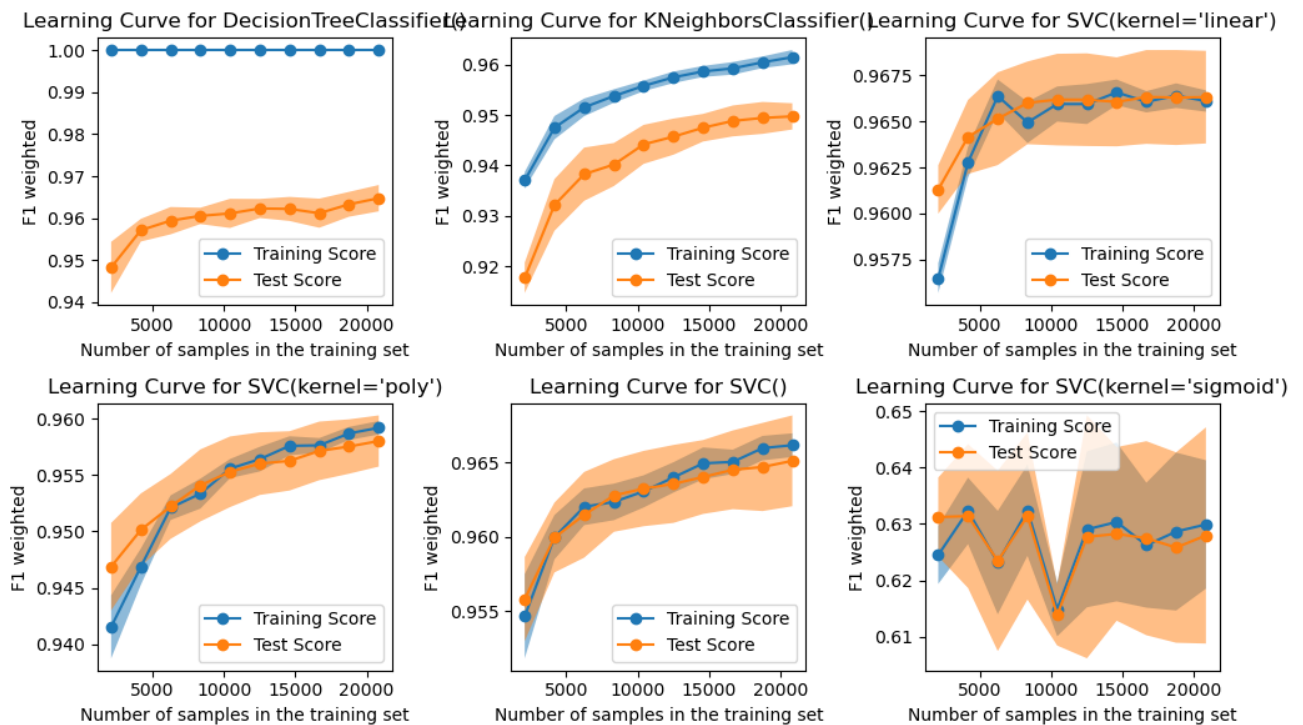 Learning Curve for DecisionTreeClassifier()
1.00
0.99
0.98
0.97
0.96
0.95
0.94
F1 weighted
Training Score
Test Score
5000 10000 15000 20000
Number of samples in the training set
Learning Curve for KNeighborsClassifier()
0.96
0.95
0.94
0.93
0.92
F1 weighted
Training Score
Test Score
5000 10000 15000 20000
Number of samples in the training set
Learning Curve for SVC(kernel='linear')
0.9675
0.9650
0.9625
0.9600
0.9575
F1 weighted
Training Score
Test Score
5000 10000 15000 20000
Number of samples in the training set
Learning Curve for SVC(kernel='poly')
0.960
0.955
0.950
0.945
0.940
F1 weighted
Training Score
Test Score
5000 10000 15000 20000
Number of samples in the training set
Learning Curve for SVC()
0.965
0.960
0.955
F1 weighted
Training Score
Test Score
5000 10000 15000 20000
Number of samples in the training set
Learning Curve for SVC(kernel='sigmoid')
0.65
0.64
0.63
0.62
0.61
F1 weighted
Training Score
Test Score
5000 10000 15000 20000
Number of samples in the training set